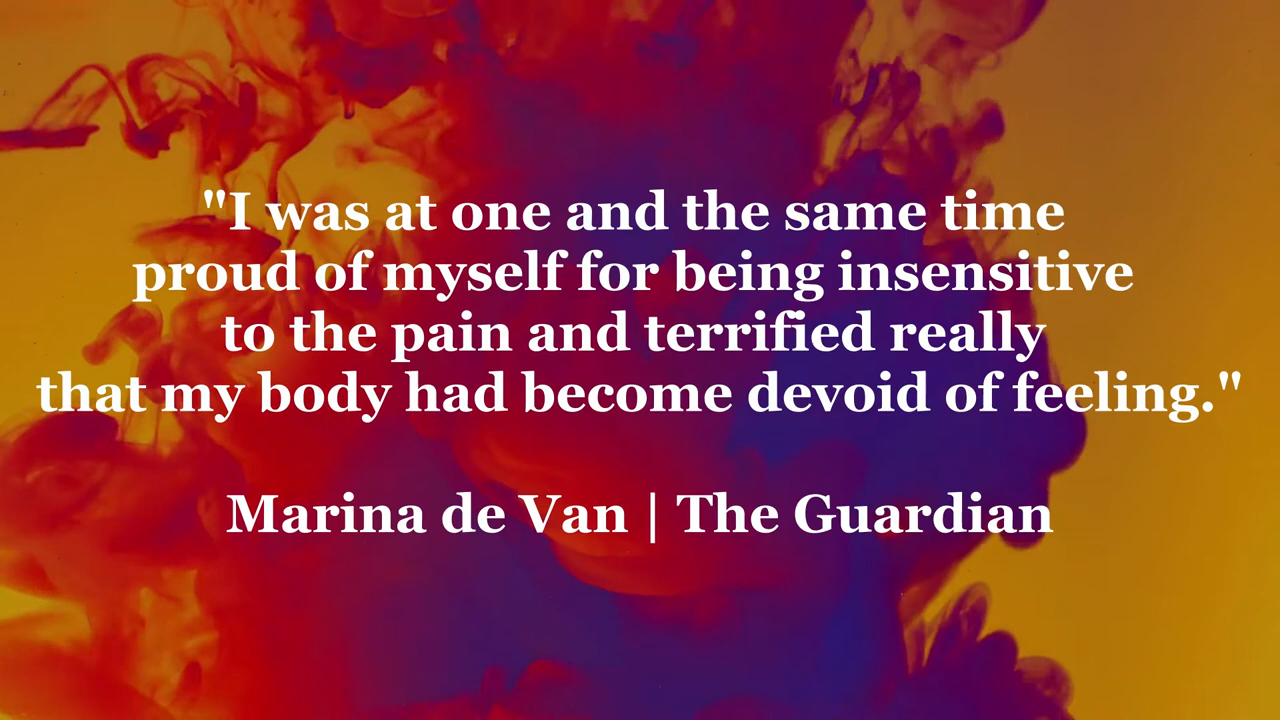 "I was at one and the same time
proud of myself for being insensitive
to the pain and terrified really
that my body had become devoid of feeling."
Marina de Van | The Guardian